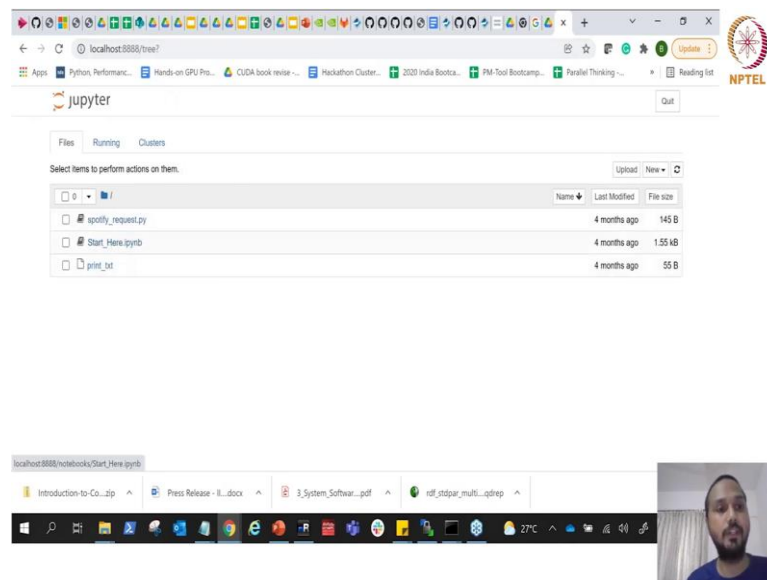 localhost:8888/tree?
Update
Apps Python, Performanc... Hands-on GPU Pro... CUDA book revise -... Hackathon Cluster... 2020 India Bootca... PM-Tool Bootcamp... Parallel Thinking -... » Reading list
NPTEL
jupyter Quit
Files Running Clusters
Select items to perform actions on them. Upload New
0 / Name Last Modified File size
spotify_request.py 4 months ago 145 B
Start_Here.ipynb 4 months ago 1.55 kB
print_txt 4 months ago 55 B
localhost:8888/notebooks/Start_Here.ipynb
Introduction-to-Co....zip Press Release - II....docx 3_System_Softwar....pdf rdf_stdpar_multi....qdrep
27°C